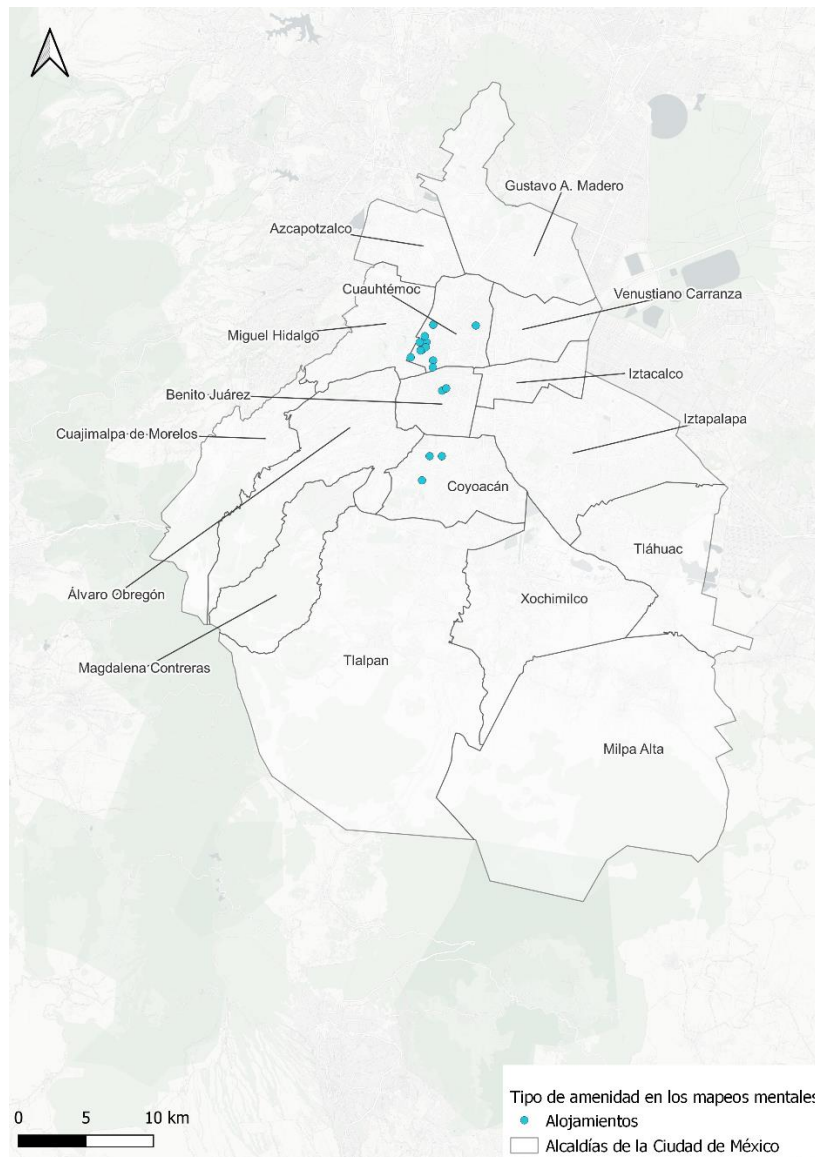 Gustavo A. Madero
Azcapotzalco
Cuauhtémoc
Venustiano Carranza
Miguel Hidalgo
Iztacalco
Benito Juárez
Iztapalapa
Cuajimalpa de Morelos
Coyoacán
Tláhuac
Álvaro Obregón
Xochimilco
Magdalena Contreras
Tlalpan
Milpa Alta
Tipo de amenidad en los mapeos mentales
Alojamientos
Alcaldías de la Ciudad de México
0 5 10 km